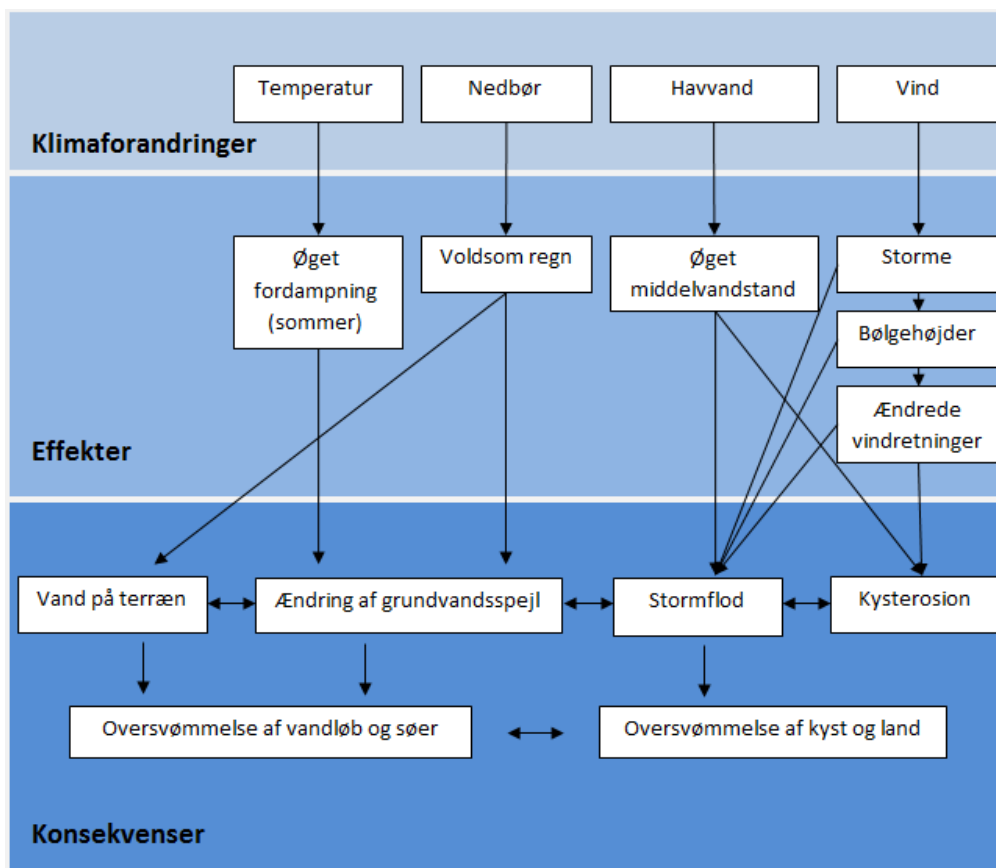 Temperatur
Nedbør
Havvand
Vind
Klimaforandringer
Øget
fordampning
(sommer)
Voldsom regn
Øget
middelvandstand
Storme
Bølgehøjder
Ændrede
vindretninger
Effekter
Vand på terræn
Ændring af grundvandsspejl
Stormflod
Kysterosion
Oversvømmelse af vandløb og søer
Oversvømmelse af kyst og land
Konsekvenser